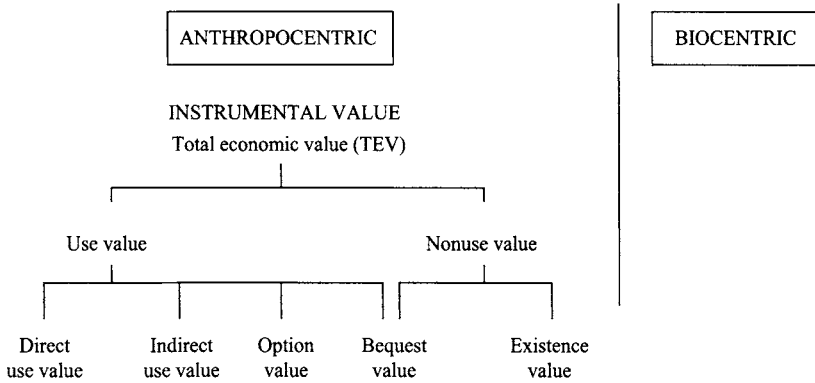 ANTHROPOCENTRIC
BIOCENTRIC
INSTRUMENTAL VALUE
Total economic value (TEV)
Use value
Nonuse value
Direct
use value
Indirect
use value
Option
value
Bequest
value
Existence
value